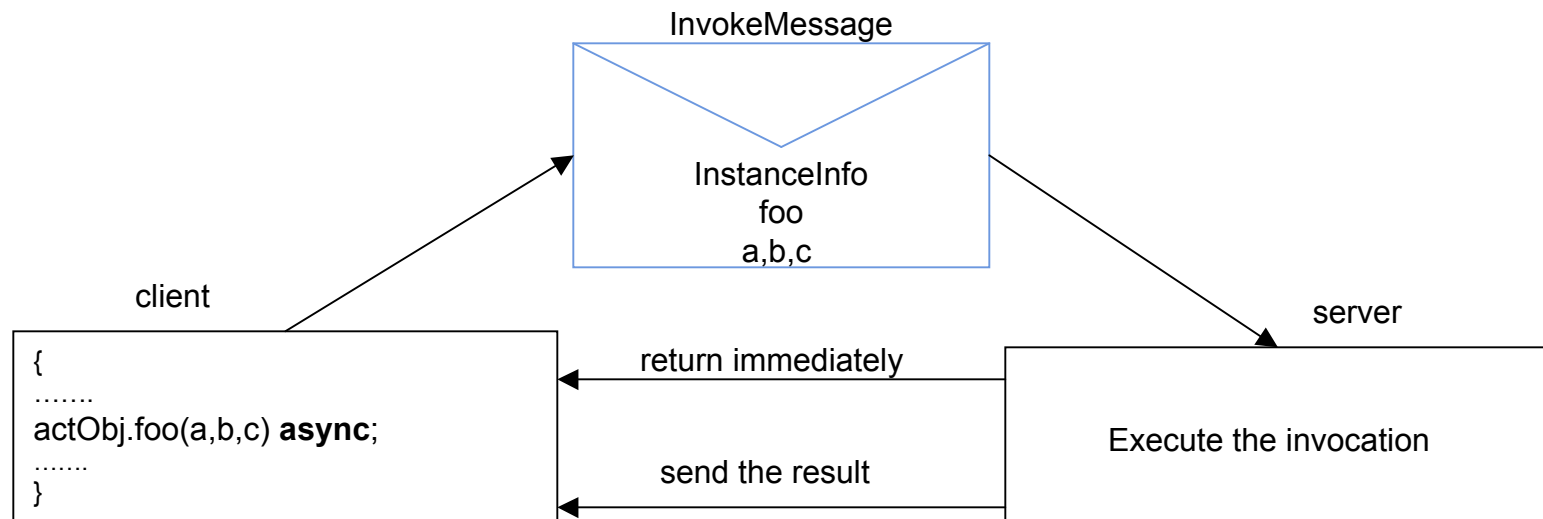 InvokeMessage
InstanceInfo
foo
a,b,c
client
server
{
.......
actObj.foo(a,b,c) async;
.......
}
return immediately
send the result
Execute the invocation